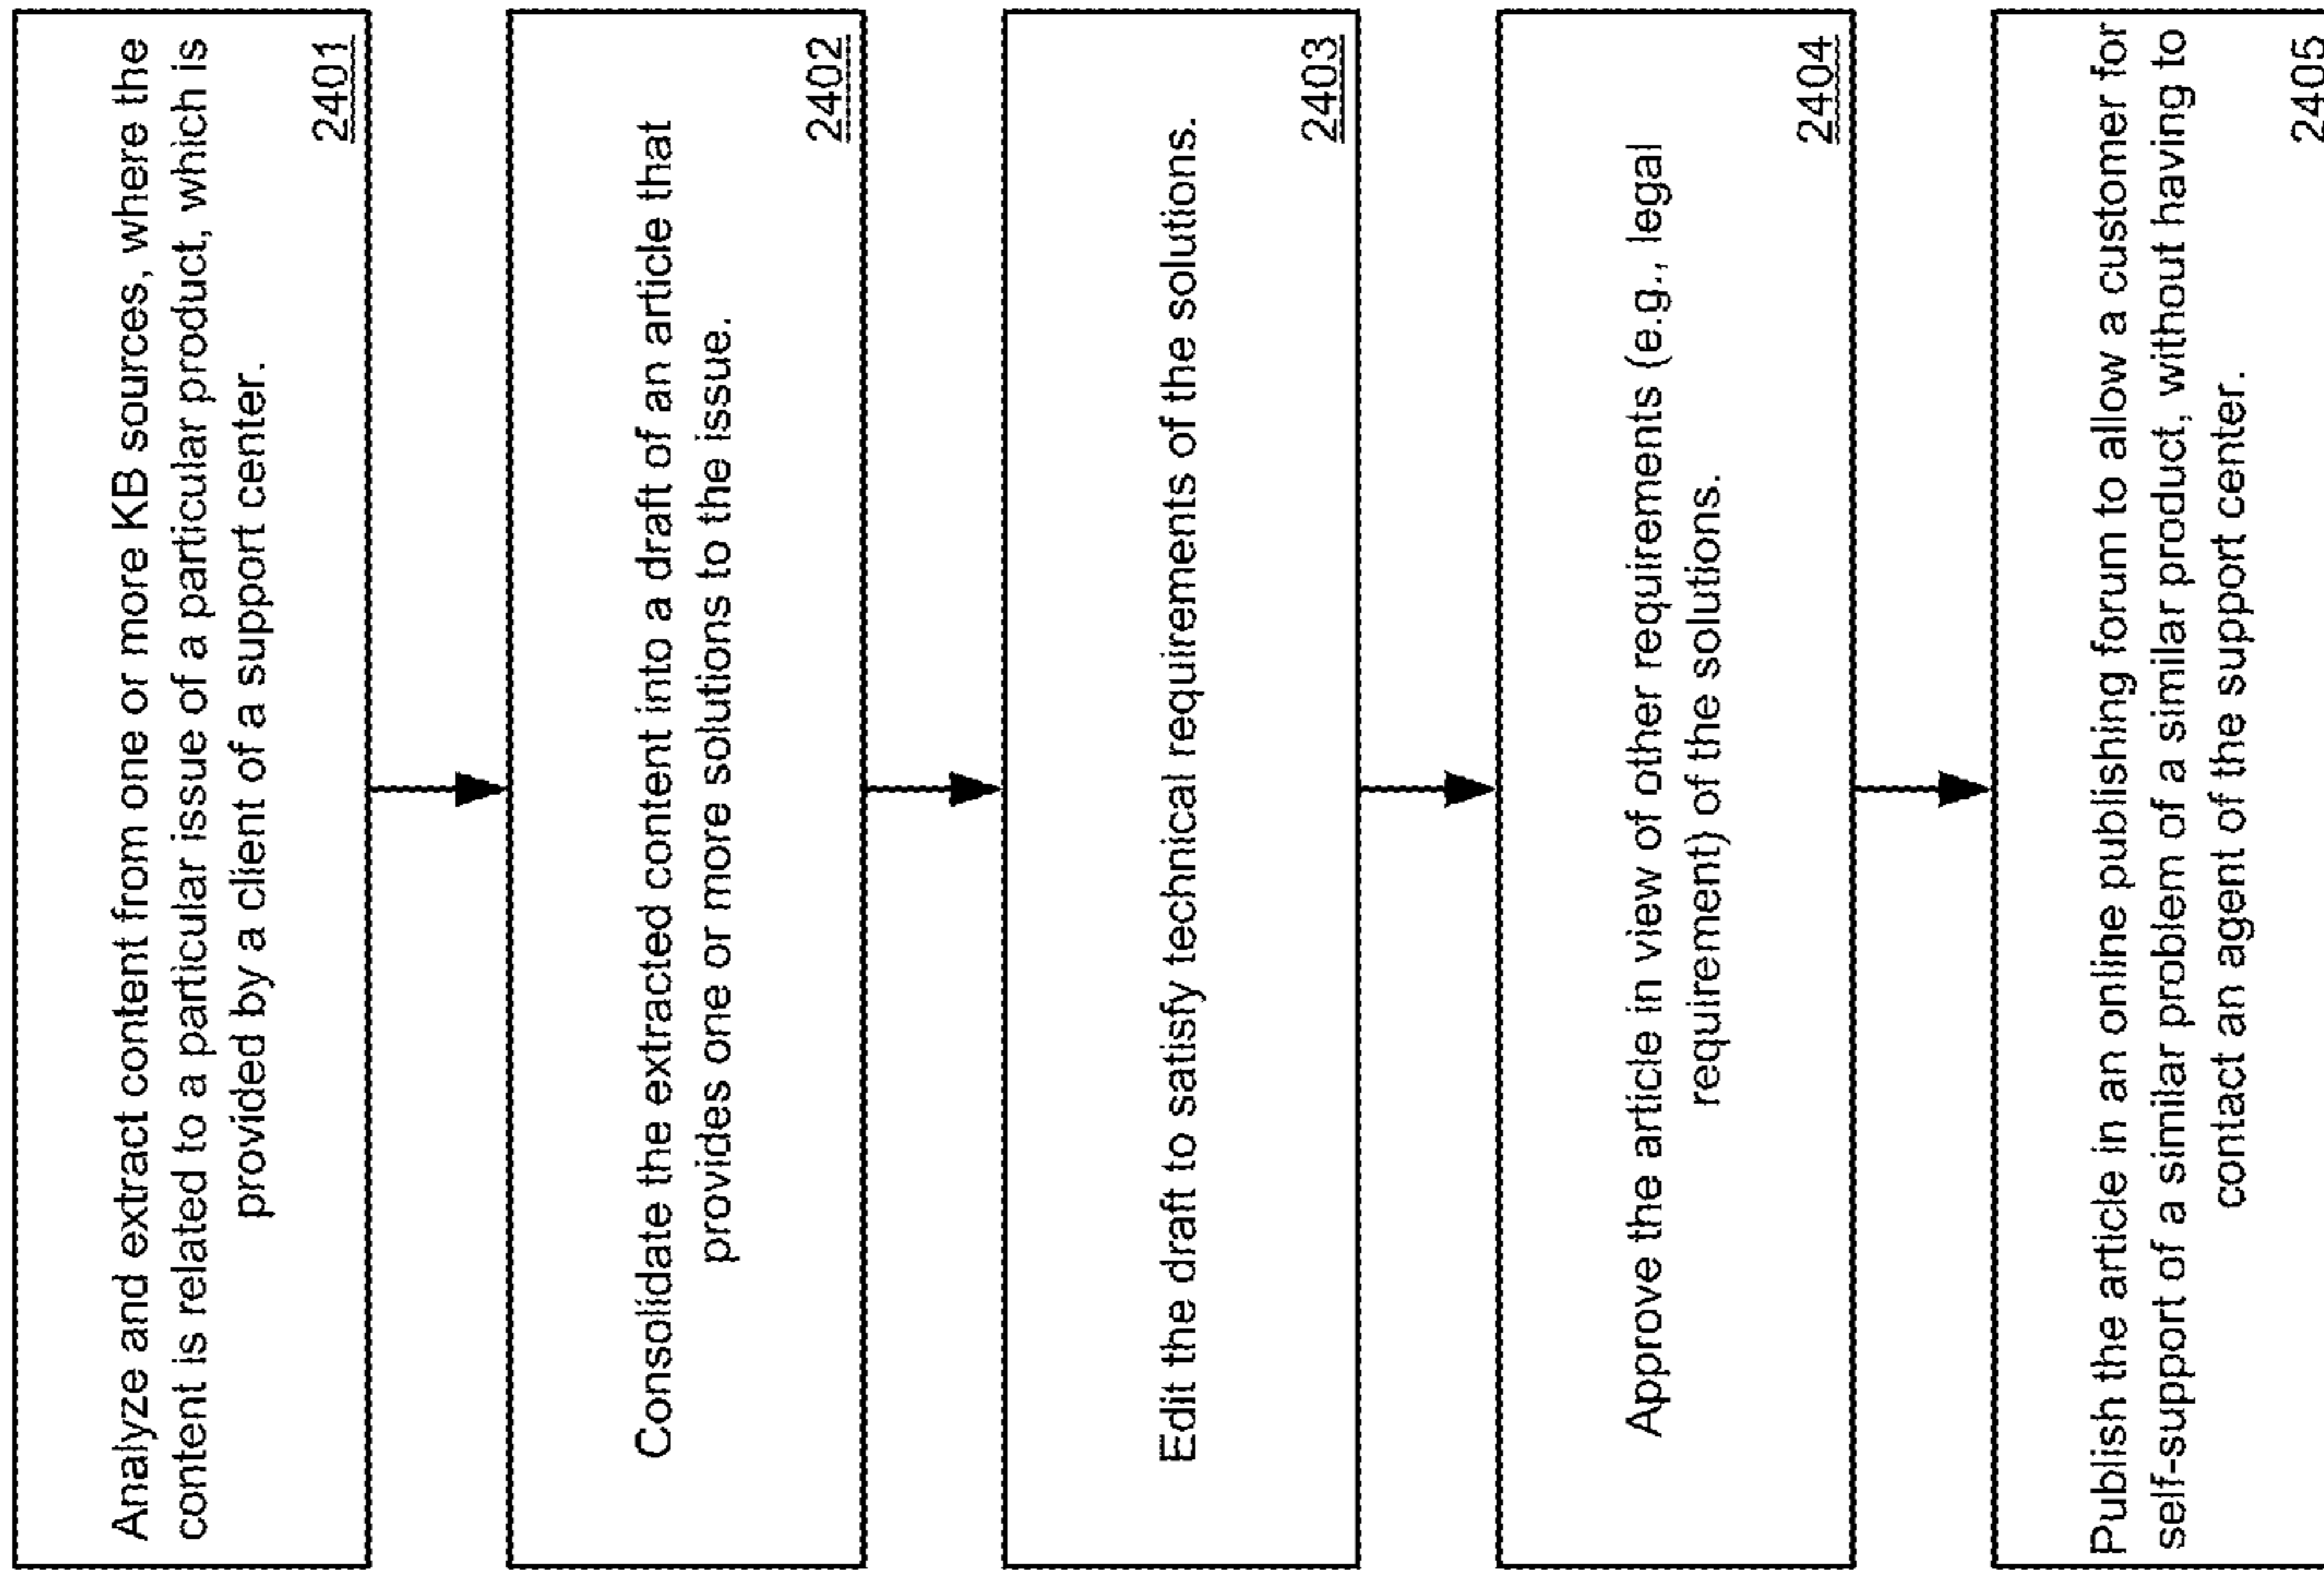 Analyze and extract content from one or more KB sources, where the
content is related to a particular issue of a particular product, which is
provided by a client of a support center.
2401
Consolidate the extracted content into a draft of an article that
provides one or more solutions to the issue.
2402
Edit the draft to satisfy technical requirements of the solutions.
2403
Approve the article in view of other requirements (e.g., legal
requirement) of the solutions.
2404
Publish the article in an online publishing forum to allow a customer for
self-support of a similar problem of a similar product, without having to
contact an agent of the support center.
2405